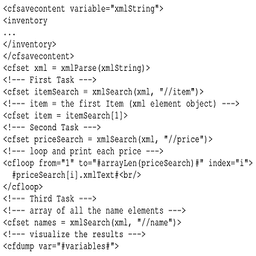 <cfsavecontent variable="xmlString">
<inventory
...
</inventory>
</cfsavecontent>
<cfset xml = xmlParse(xmlString)>
<!--- First Task --->
<cfset itemSearch = xmlSearch(xml, "//item")>
<!--- item = the first Item (xml element object) --->
<cfset item = itemSearch[1]>
<!--- Second Task --->
<cfset priceSearch = xmlSearch(xml, "//price")>
<!--- loop and print each price --->
<cfloop from="1" to="#arrayLen(priceSearch)#" index="i">
#priceSearch[i].xmlText#<br/>
</cfloop>
<!--- Third Task --->
<!--- array of all the name elements --->
<cfset names = xmlSearch(xml, "//name")>
<!--- visualize the results --->
<cfdump var="#variables#">